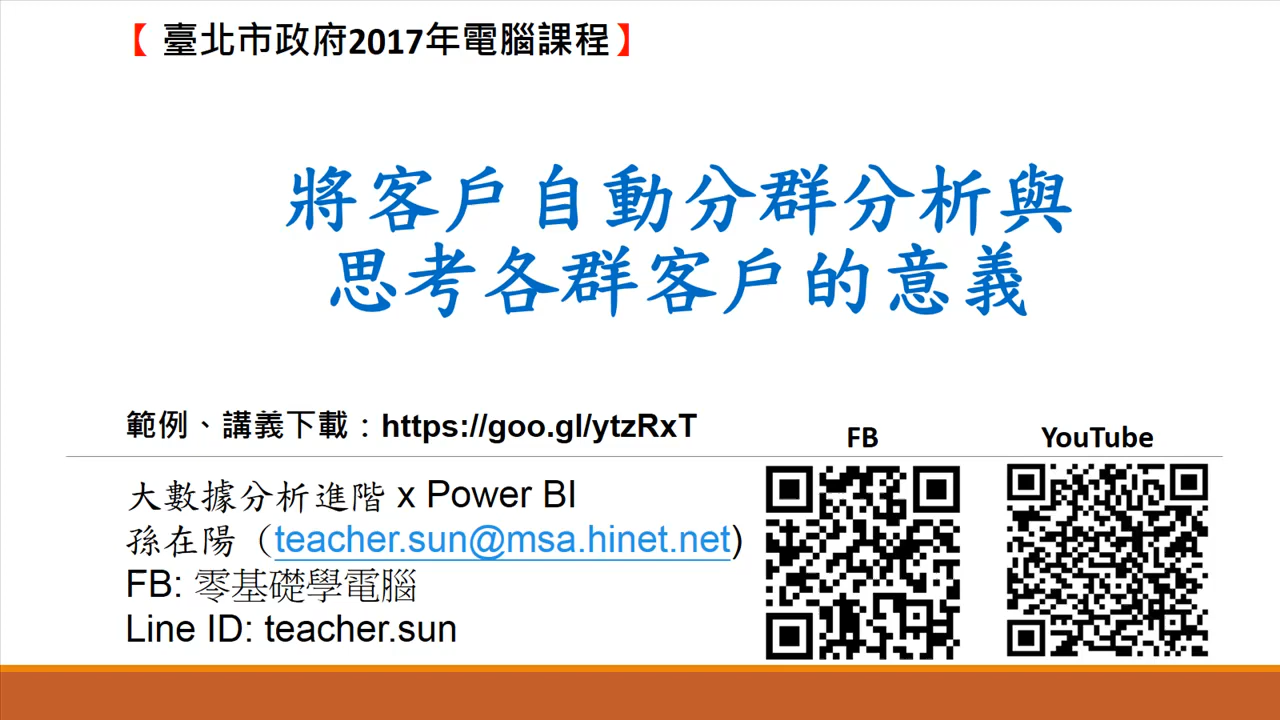 【 臺北市政府2017年電腦課程】
將客戶自動分群分析與
思考各群客戶的意義
範例、講義下載：https://goo.gl/ytzRxT
FB
YouTube
大數據分析進階 x Power BI
孫在陽（teacher.sun@msa.hinet.net)
FB: 零基礎學電腦
Line ID: teacher.sun